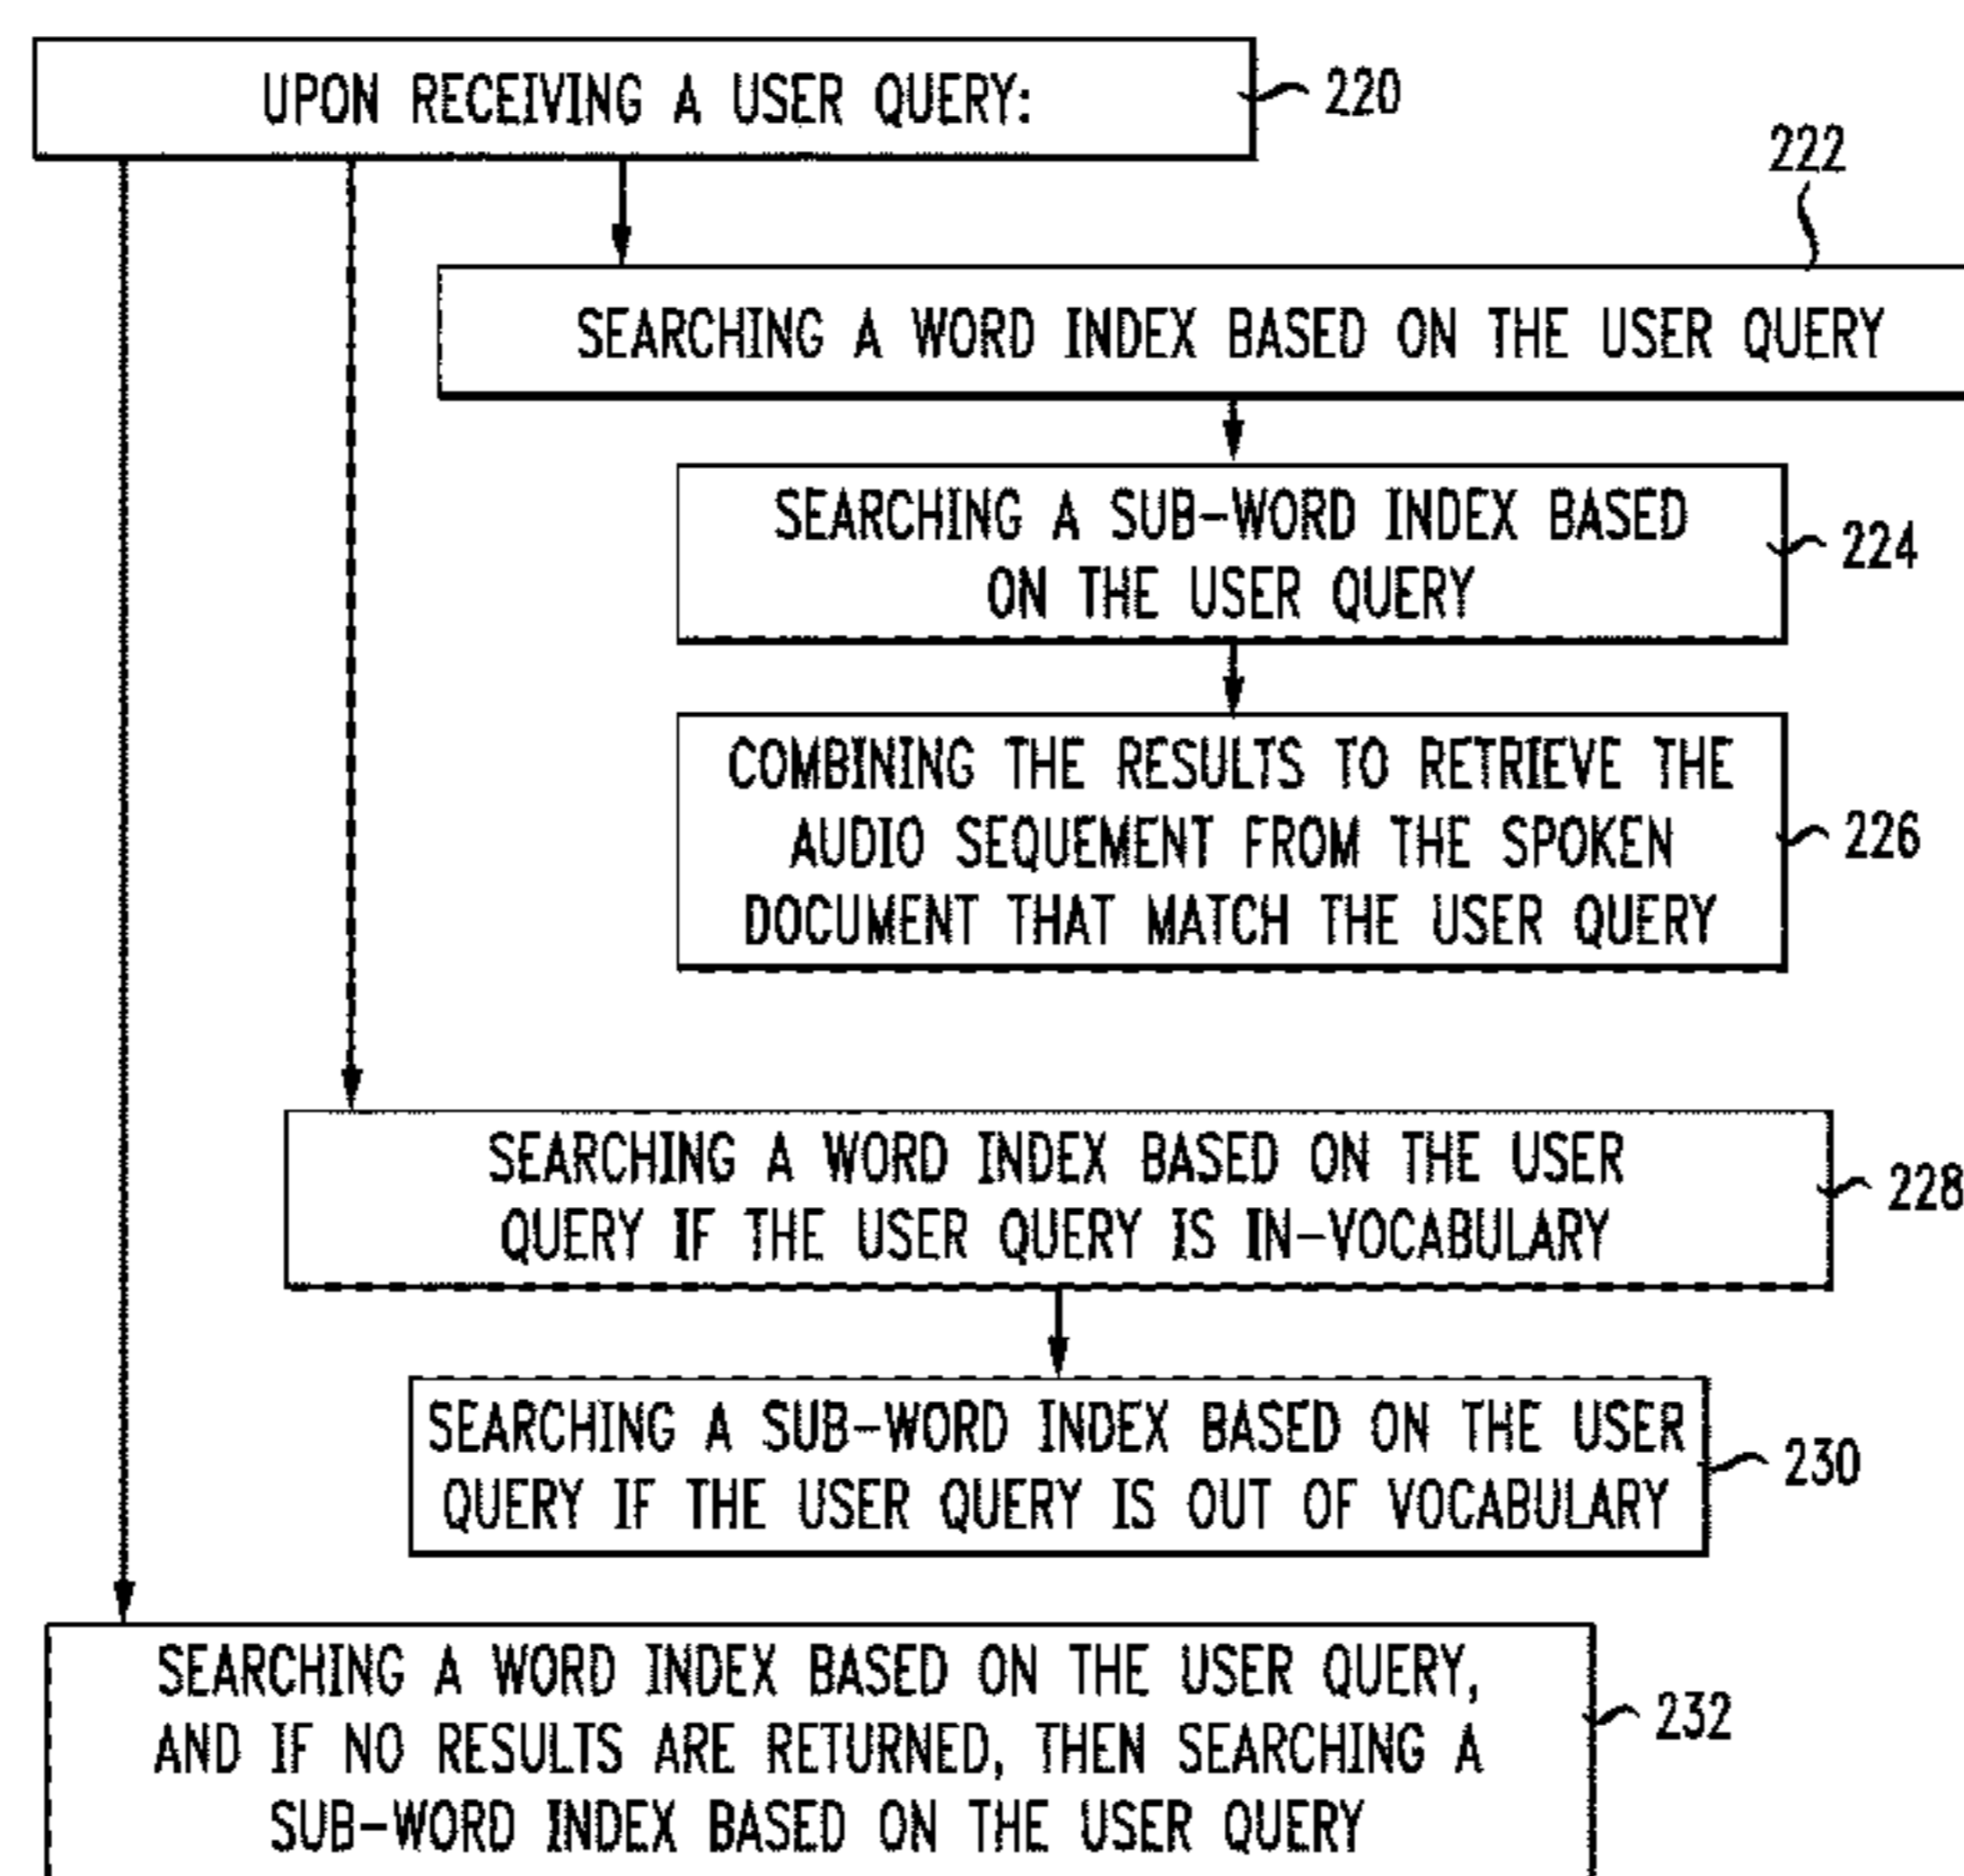 UPON RECEIVING A USER QUERY:
220
222
SEARCHING A WORD INDEX BASED ON THE USER QUERY
SEARCHING A SUB-WORD INDEX BASED
ON THE USER QUERY
224
COMBINING THE RESULTS TO RETRIEVE THE
AUDIO SEQUEMENT FROM THE SPOKEN
DOCUMENT THAT MATCH THE USER QUERY
226
SEARCHING A WORD INDEX BASED ON THE USER
QUERY IF THE USER QUERY IS IN-VOCABULARY
228
SEARCHING A SUB-WORD INDEX BASED ON THE USER
QUERY IF THE USER QUERY IS OUT OF VOCABULARY
230
SEARCHING A WORD INDEX BASED ON THE USER QUERY,
AND IF NO RESULTS ARE RETURNED, THEN SEARCHING A
SUB-WORD INDEX BASED ON THE USER QUERY
232